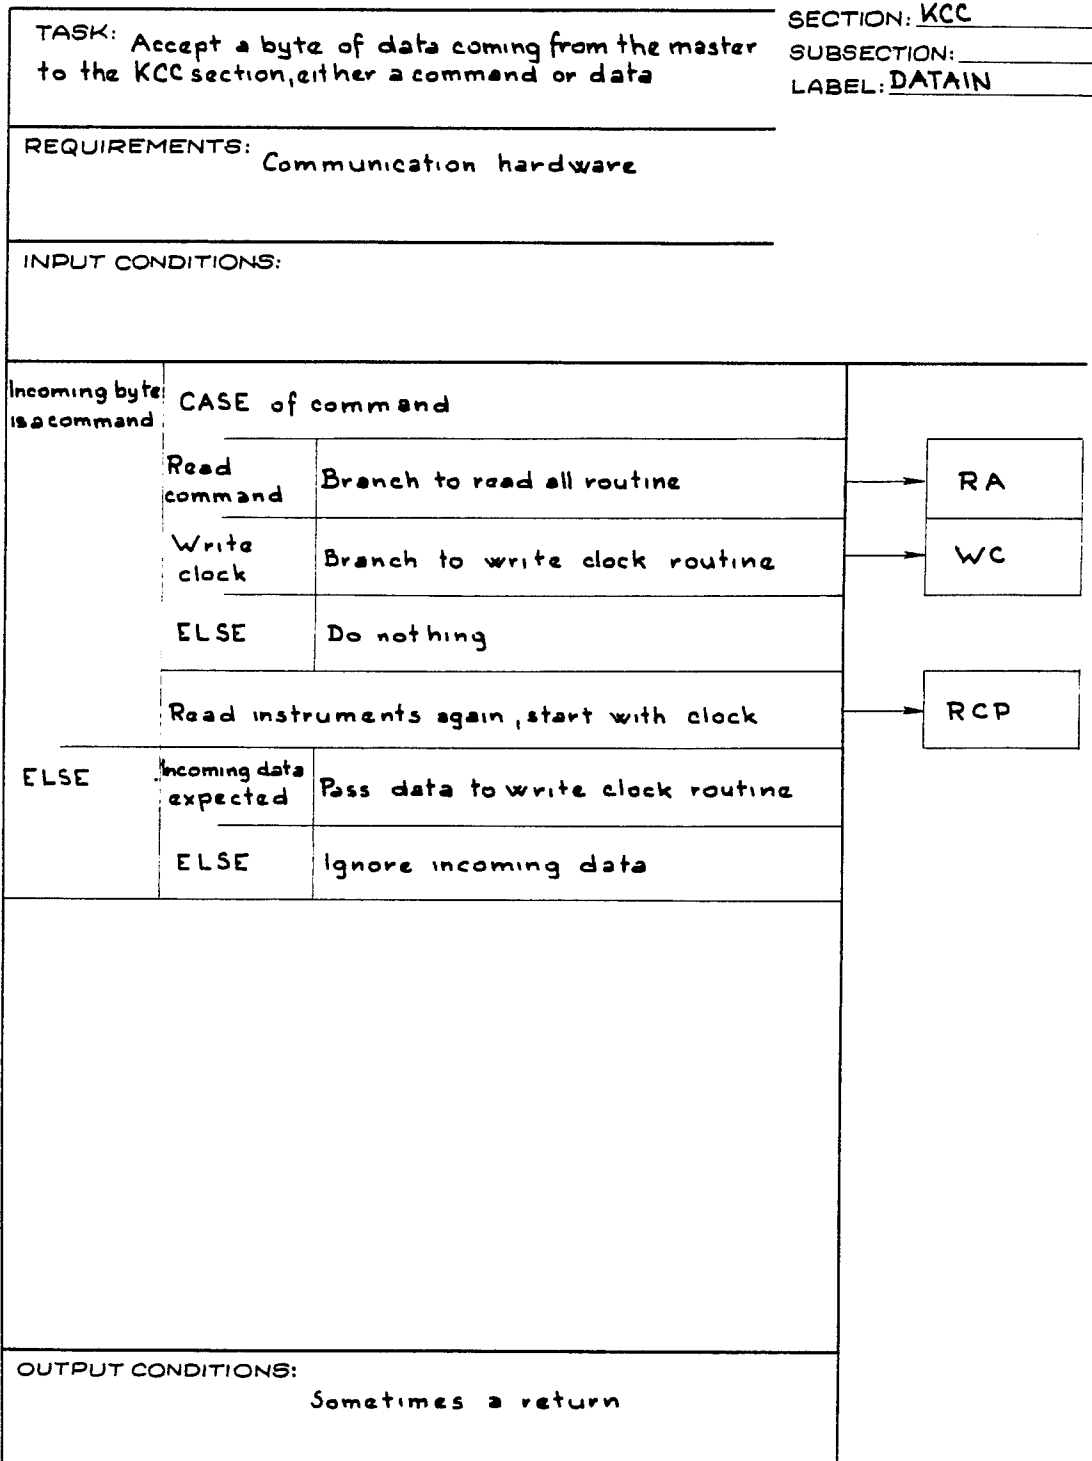 SECTION: KCC
SUBSECTION:
LABEL: DATAIN
TASK: Accept a byte of data coming from the master
to the KCC section, either a command or data
REQUIREMENTS: Communication hardware
INPUT CONDITIONS:
Incoming byte
is a command
CASE of command
Read
command
Branch to read all routine
RA
Write
clock
Branch to write clock routine
WC
ELSE
Do nothing
Read instruments again, start with clock
RCP
ELSE
Incoming data
expected
Pass data to write clock routine
ELSE
Ignore incoming data
OUTPUT CONDITIONS:
Sometimes a return